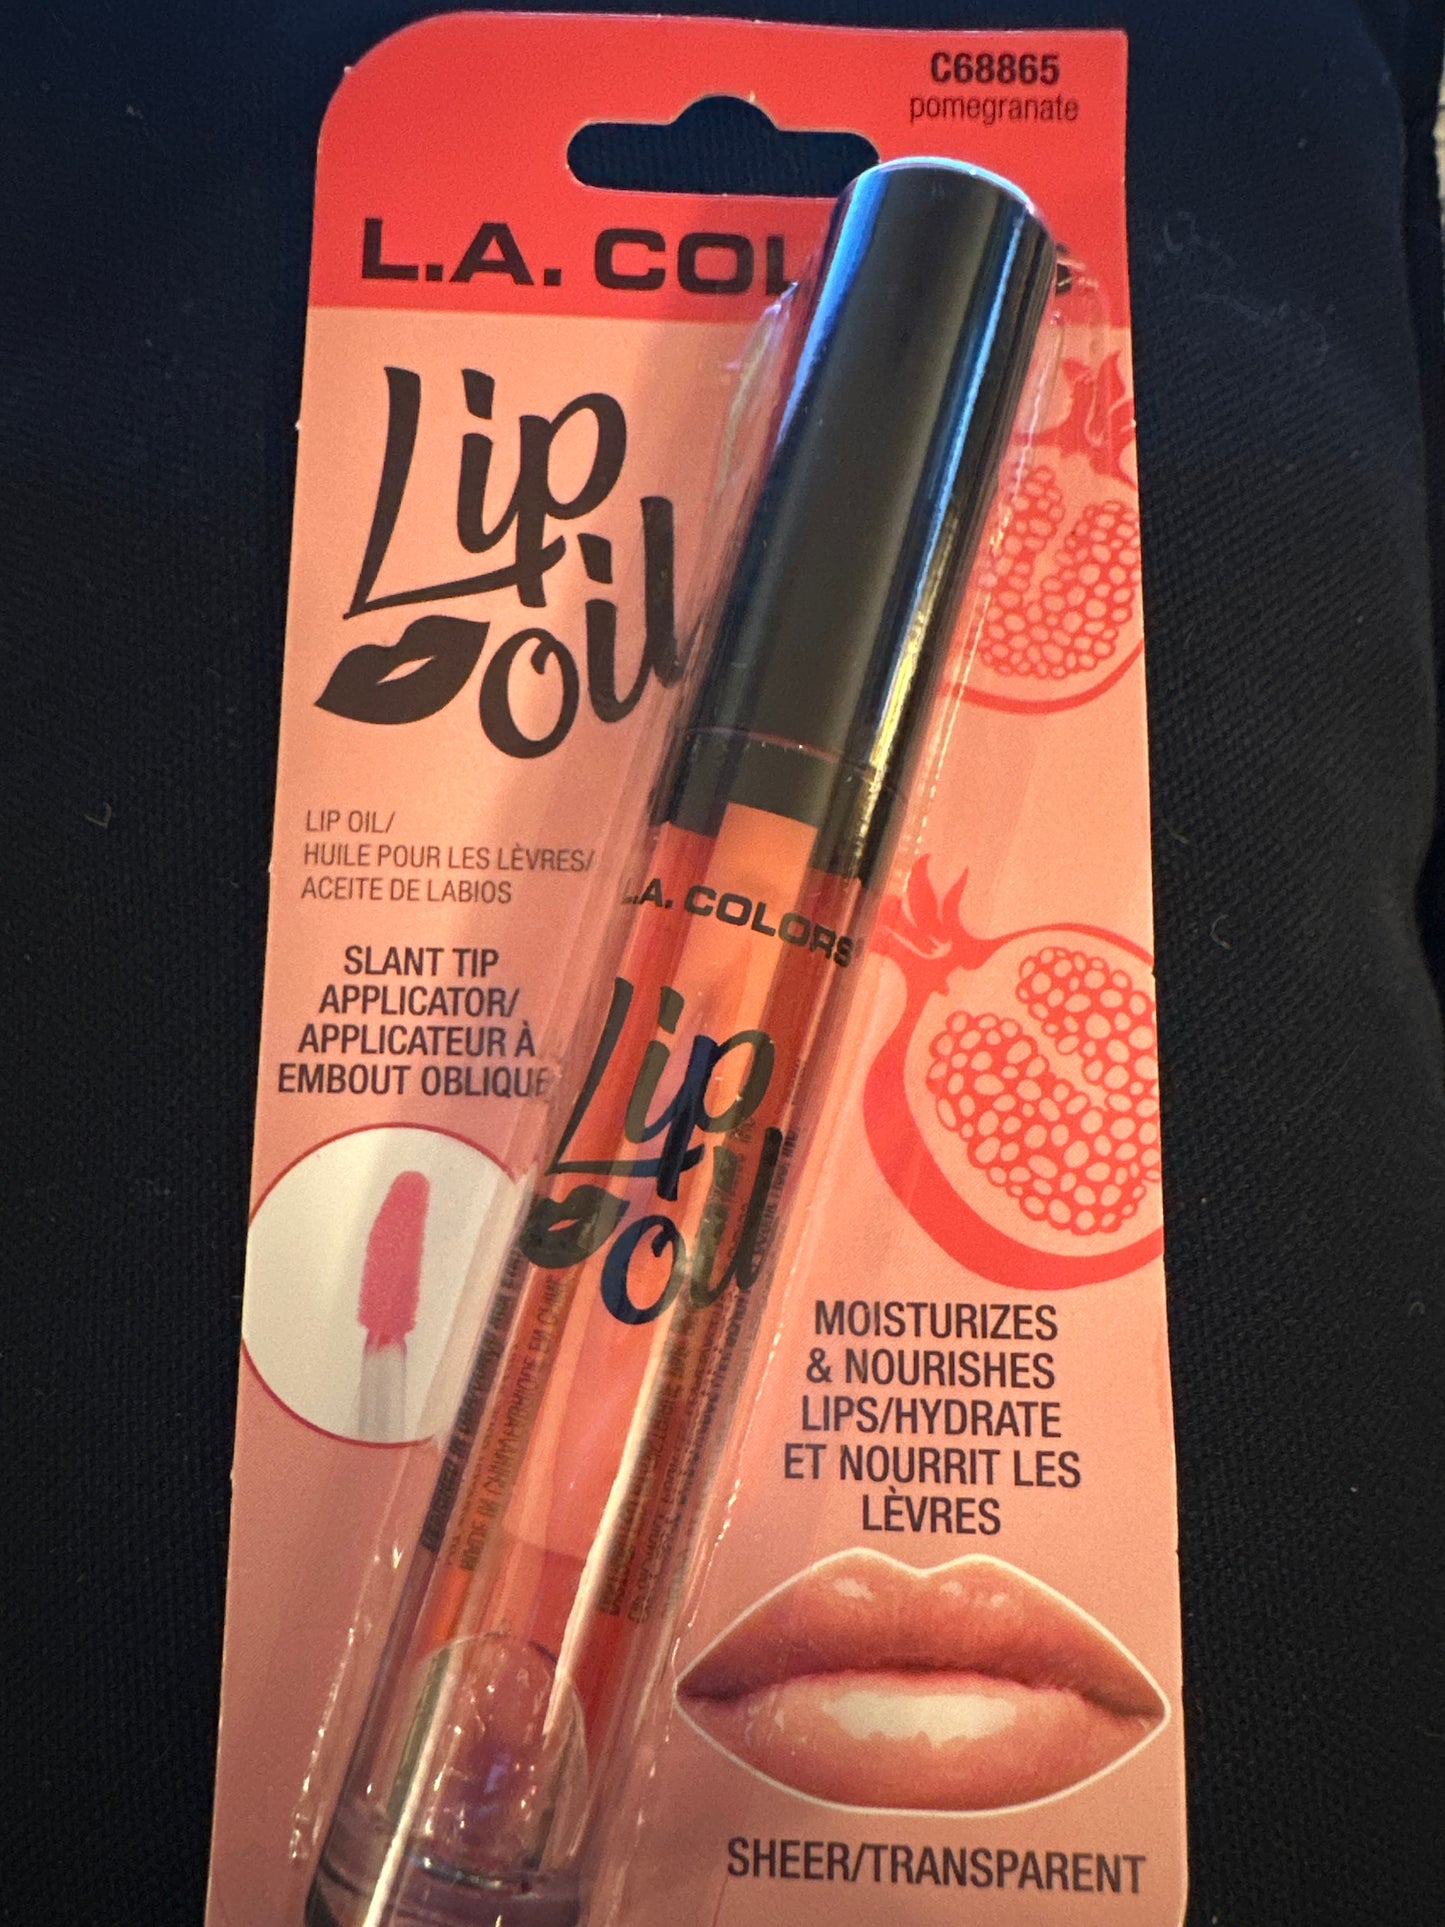 C68865
pomegranate
L.A. COL
Lip
oil
LIP OIL/
HUILE POUR LES LÈVRES/
ACEITE DE LABIOS
SLANT TIP
APPLICATOR/
APPLICATEUR À
EMBOUT OBLIQUE
L.A. COLORS
Lip
oil
MOISTURIZES
& NOURISHES
LIPS/HYDRATE
ET NOURRIT LES
LÈVRES
SHEER/TRANSPARENT